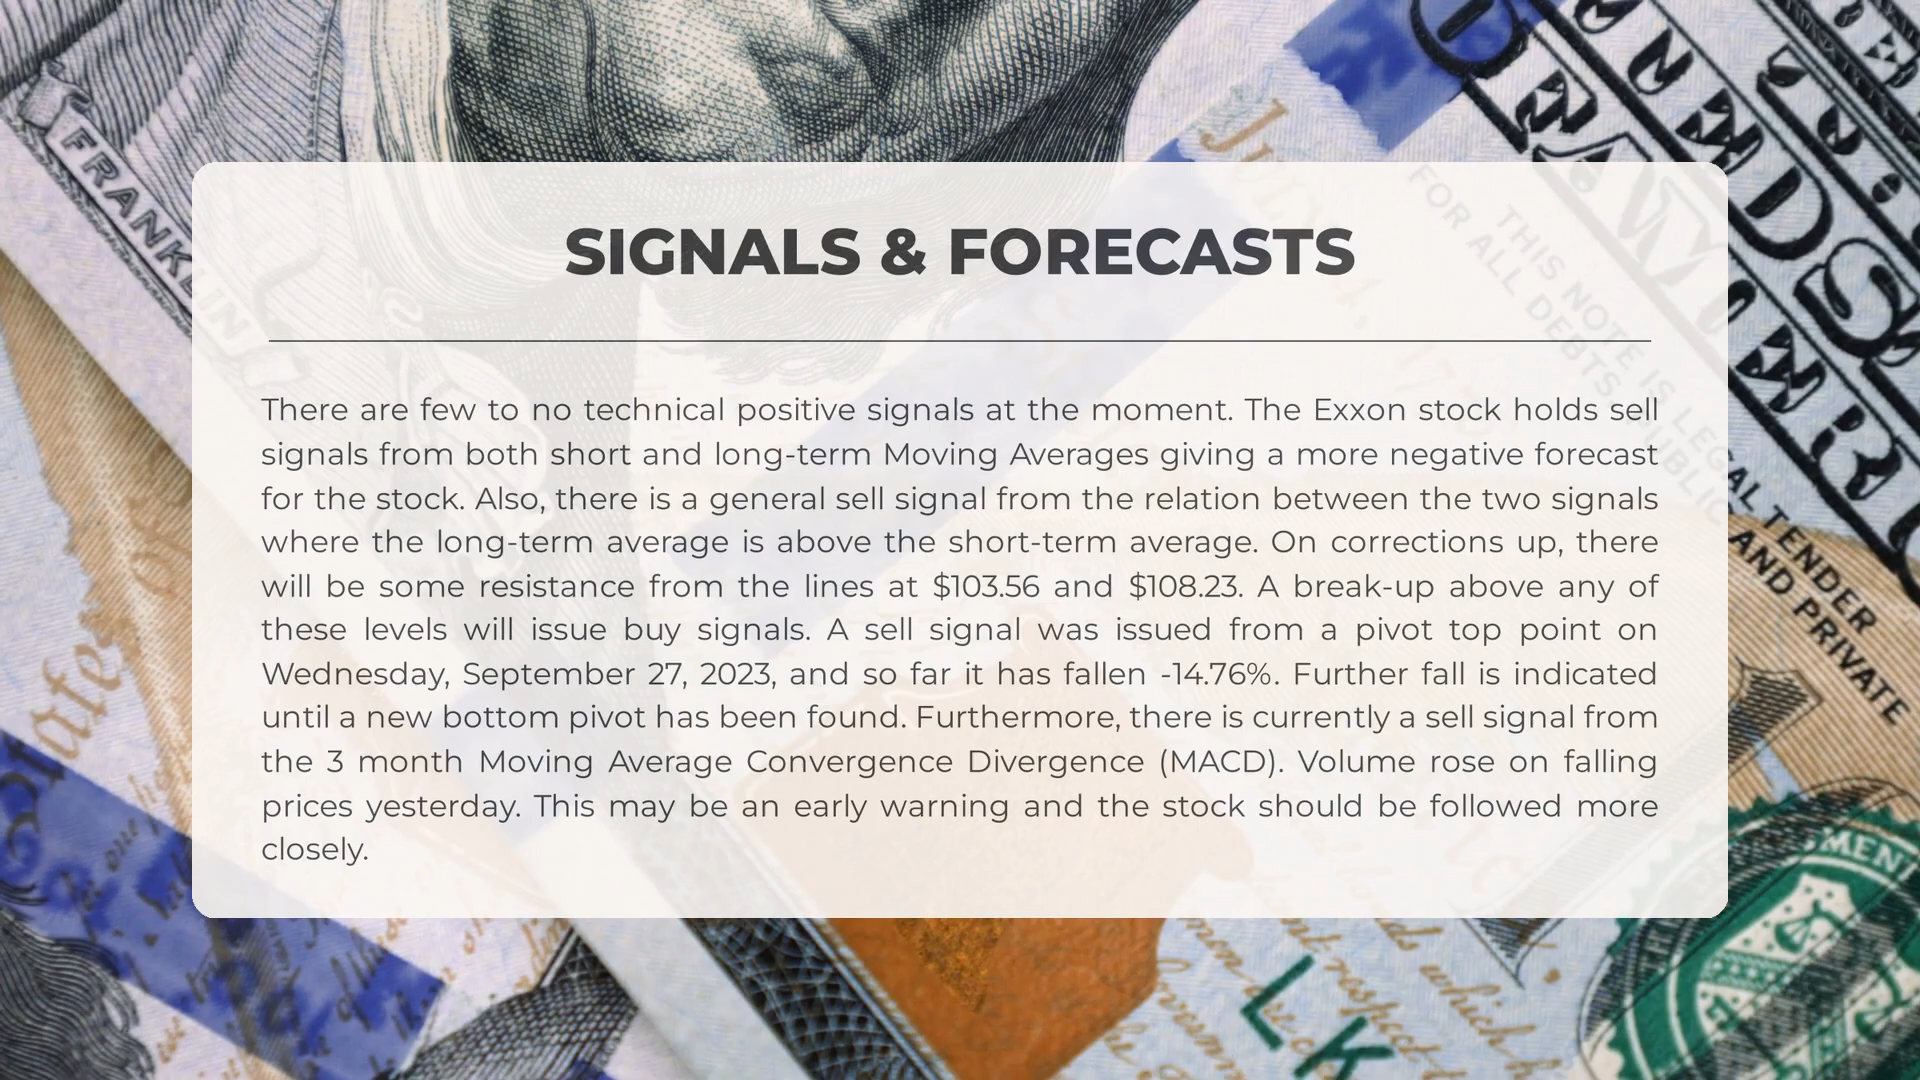 FRANKLIN
FOR ALL DEBTS, PUBLIC AND PRIVATE
THIS NOTE IS LEGAL TENDER
SIGNALS & FORECASTS
There are few to no technical positive signals at the moment. The Exxon stock holds sell
signals from both short and long-term Moving Averages giving a more negative forecast
for the stock. Also, there is a general sell signal from the relation between the two signals
where the long-term average is above the short-term average. On corrections up, there
will be some resistance from the lines at $103.56 and $108.23. A break-up above any of
these levels will issue buy signals. A sell signal was issued from a pivot top point on
Wednesday, September 27, 2023, and so far it has fallen -14.76%. Further fall is indicated
until a new bottom pivot has been found. Furthermore, there is currently a sell signal from
the 3 month Moving Average Convergence Divergence (MACD). Volume rose on falling
prices yesterday. This may be an early warning and the stock should be followed more
closely.
LK